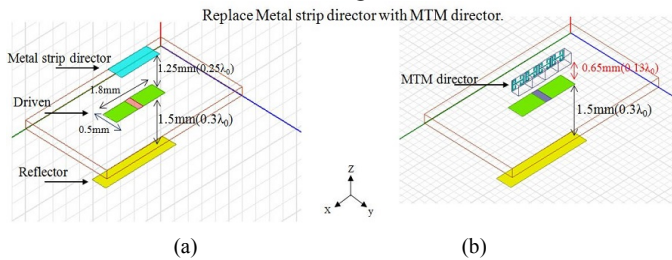 Replace Metal strip director with MTM director.
Metal strip director
1.25mm(0.25λ₀)
1.8mm
Driven
0.5mm
1.5mm(0.3λ₀)
Reflector
MTM director
0.65mm(0.13λ₀)
1.5mm(0.3λ₀)
Z
X
y
(a)
(b)